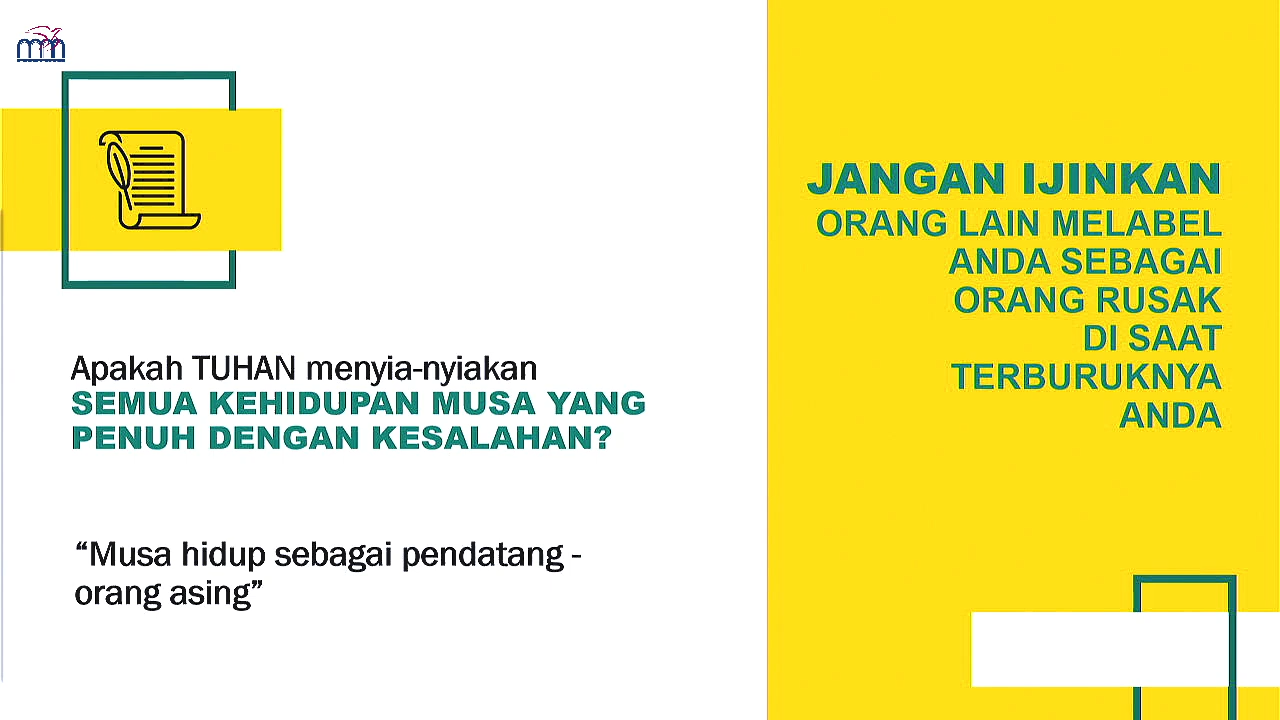 Apakah TUHAN menyia-nyiakan
SEMUA KEHIDUPAN MUSA YANG
PENUH DENGAN KESALAHAN?
“Musa hidup sebagai pendatang -
orang asing”
JANGAN IJINKAN
ORANG LAIN MELABEL
ANDA SEBAGAI
ORANG RUSAK
DI SAAT
TERBURUKNYA
ANDA